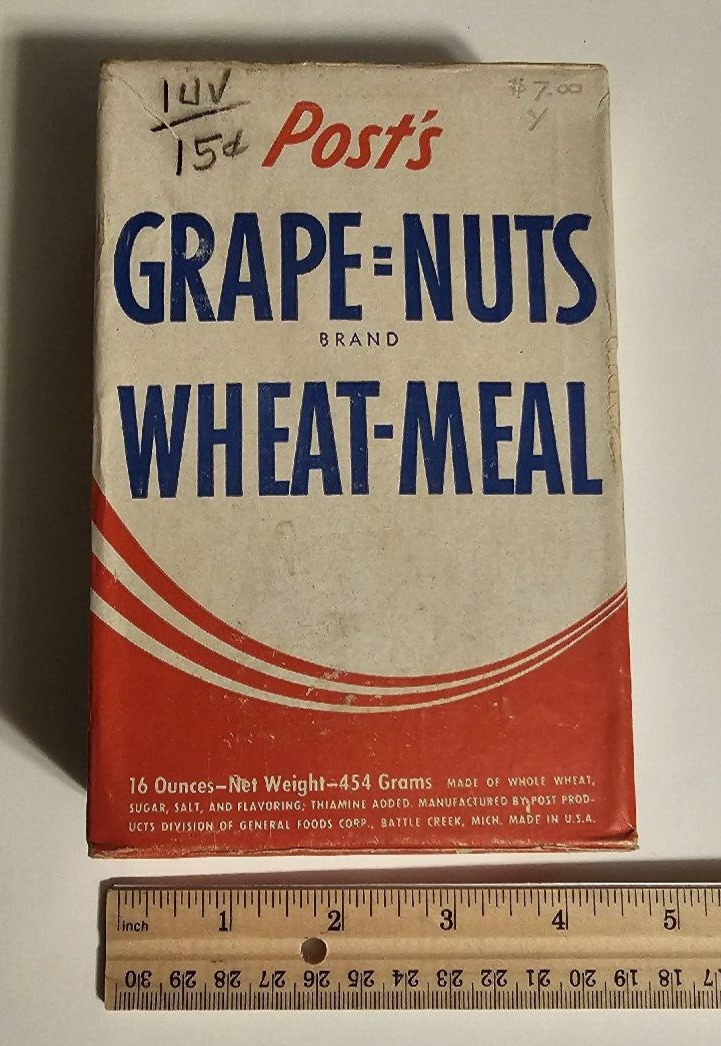 15¢
$7.00
Y
Post's
GRAPE=NUTS
BRAND
WHEAT-MEAL
16 Ounces—Net Weight—454 Grams MADE OF WHOLE WHEAT,
SUGAR, SALT, AND FLAVORING; THIAMINE ADDED. MANUFACTURED BY POST PROD-
UCTS DIVISION OF GENERAL FOODS CORP., BATTLE CREEK, MICH. MADE IN U.S.A.
inch 1 2 3 4 5
30 29 28 27 26 25 24 23 22 21 20 19 18 17